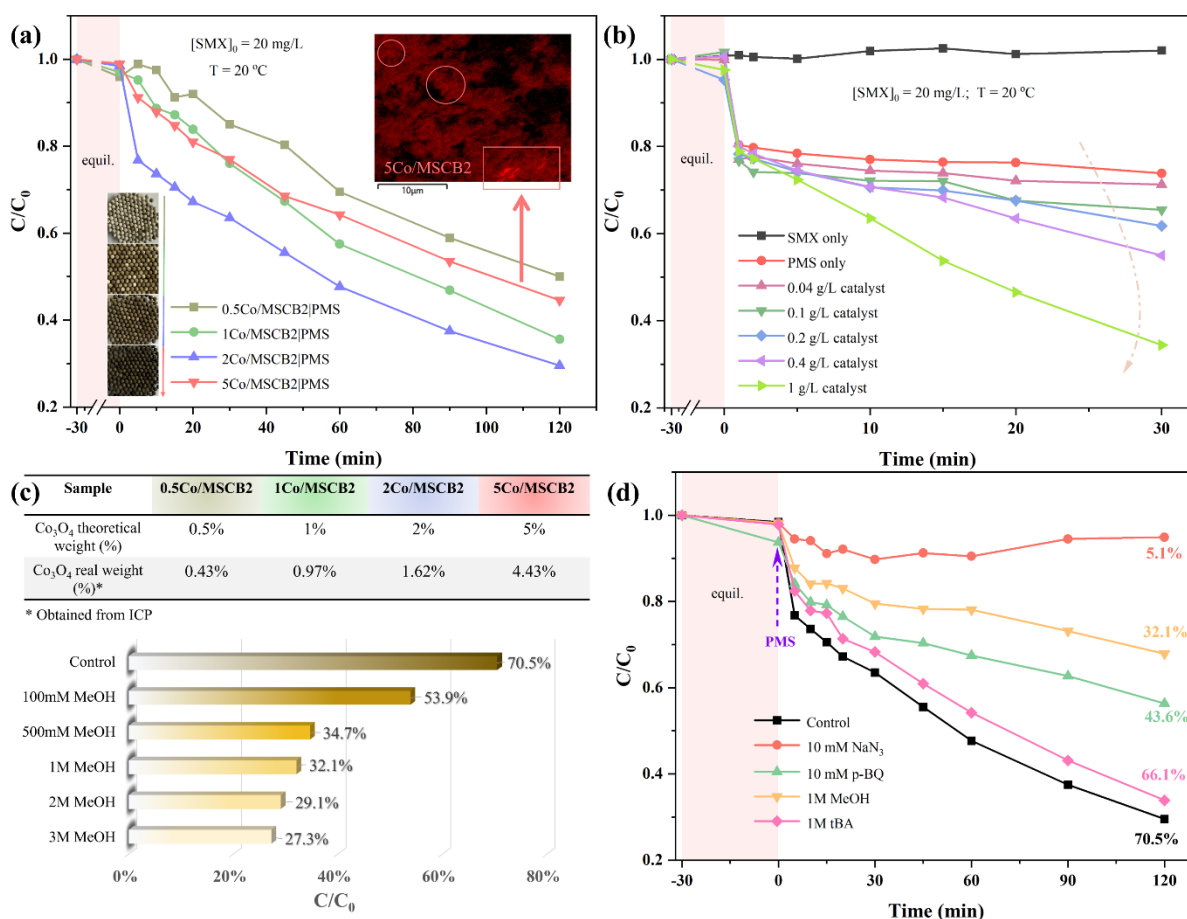 (a)
[SMX]₀ = 20 mg/L
T = 20 ºC
equil.
5Co/MSCB2
10μm
0.5Co/MSCB2|PMS
1Co/MSCB2|PMS
2Co/MSCB2|PMS
5Co/MSCB2|PMS
C/C₀
1.0
0.8
0.6
0.4
0.2
-30 0 20 40 60 80 100 120
Time (min)
(b)
[SMX]₀ = 20 mg/L; T = 20 ºC
equil.
SMX only
PMS only
0.04 g/L catalyst
0.1 g/L catalyst
0.2 g/L catalyst
0.4 g/L catalyst
1 g/L catalyst
C/C₀
1.0
0.8
0.6
0.4
0.2
-30 0 10 20 30
Time (min)
(c)
Sample 0.5Co/MSCB2 1Co/MSCB2 2Co/MSCB2 5Co/MSCB2
Co₃O₄ theoretical
weight (%) 0.5% 1% 2% 5%
Co₃O₄ real weight
(%)* 0.43% 0.97% 1.62% 4.43%
* Obtained from ICP
Control 70.5%
100mM MeOH 53.9%
500mM MeOH 34.7%
1M MeOH 32.1%
2M MeOH 29.1%
3M MeOH 27.3%
0% 20% 40% 60% 80%
C/C₀
(d)
equil.
PMS
5.1%
32.1%
43.6%
66.1%
70.5%
Control
10 mM NaN₃
10 mM p-BQ
1M MeOH
1M tBA
C/C₀
1.0
0.8
0.6
0.4
0.2
-30 0 30 60 90 120
Time (min)